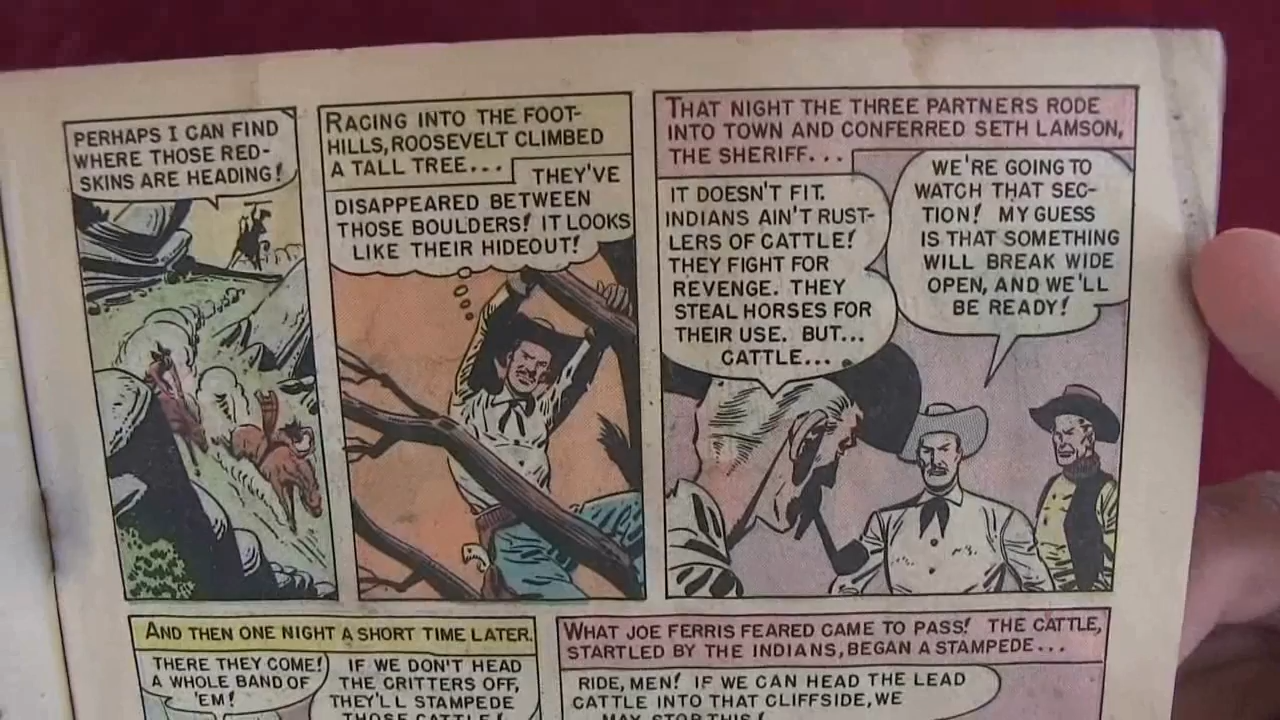 PERHAPS I CAN FIND
WHERE THOSE RED-
SKINS ARE HEADING!
RACING INTO THE FOOT-
HILLS, ROOSEVELT CLIMBED
A TALL TREE...
THEY'VE
DISAPPEARED BETWEEN
THOSE BOULDERS! IT LOOKS
LIKE THEIR HIDEOUT!
THAT NIGHT THE THREE PARTNERS RODE
INTO TOWN AND CONFERRED SETH LAMSON,
THE SHERIFF...
IT DOESN'T FIT.
INDIANS AIN'T RUST-
LERS OF CATTLE!
THEY FIGHT FOR
REVENGE. THEY
STEAL HORSES FOR
THEIR USE. BUT...
CATTLE...
WE'RE GOING TO
WATCH THAT SEC-
TION! MY GUESS
IS THAT SOMETHING
WILL BREAK WIDE
OPEN, AND WE'LL
BE READY!
AND THEN ONE NIGHT A SHORT TIME LATER.
THERE THEY COME!
A WHOLE BAND OF
'EM!
IF WE DON'T HEAD
THE CRITTERS OFF,
THEY'LL STAMPEDE
THOSE CATTLE!
WHAT JOE FERRIS FEARED CAME TO PASS! THE CATTLE,
STARTLED BY THE INDIANS, BEGAN A STAMPEDE...
RIDE, MEN! IF WE CAN HEAD THE LEAD
CATTLE INTO THAT CLIFFSIDE, WE
MAY STOP THIS!